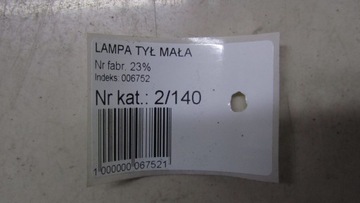 LAMPA TYŁ MAŁA
Nr fabr. 23%
Indeks: 006752
Nr kat.: 2/140
1 000000 067521